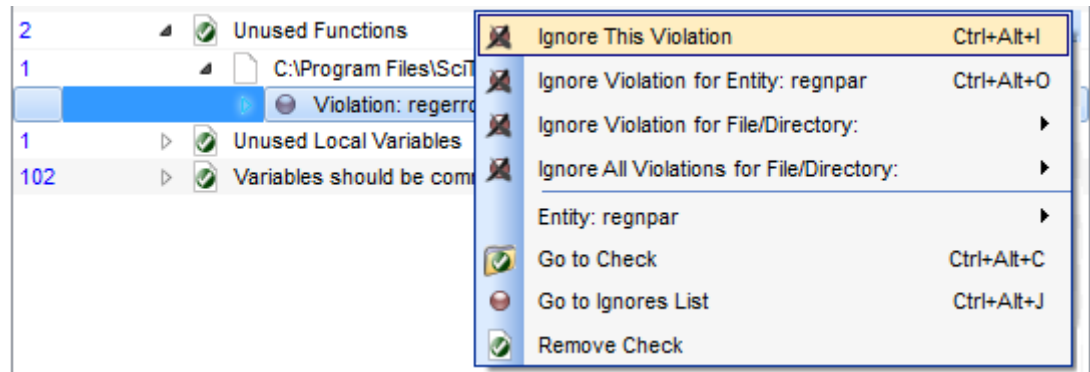 2 Unused Functions
1 C:\Program Files\SciT
Violation: regerro
1 Unused Local Variables
102 Variables should be com
Ignore This Violation Ctrl+Alt+I
Ignore Violation for Entity: regnpar Ctrl+Alt+O
Ignore Violation for File/Directory:
Ignore All Violations for File/Directory:
Entity: regnpar
Go to Check Ctrl+Alt+C
Go to Ignores List Ctrl+Alt+J
Remove Check